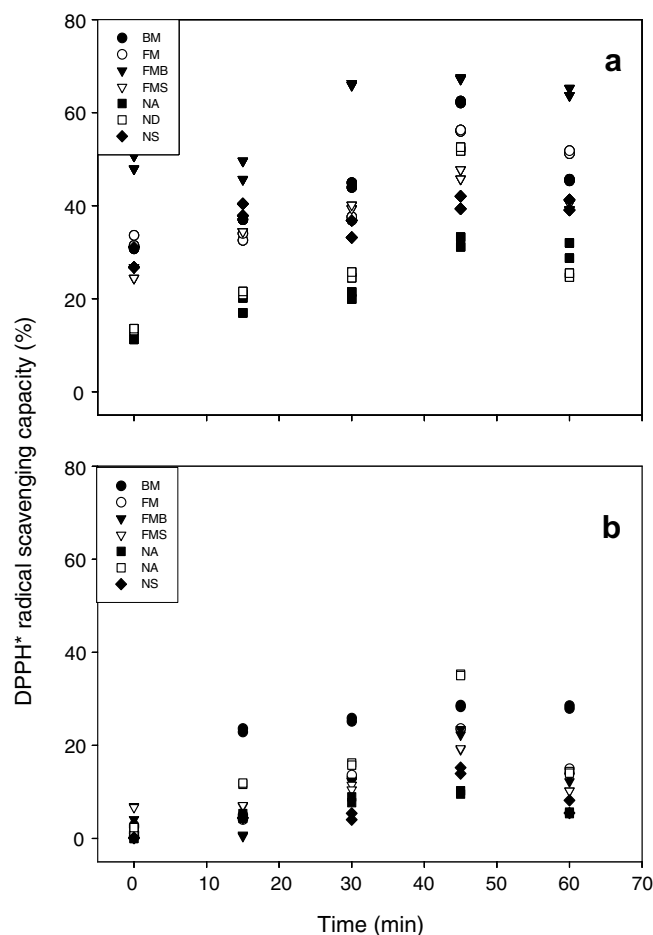 80
60
40
20
0
BM
FM
FMB
FMS
NA
ND
NS
a
DPPH* radical scavenging capacity (%)
80
60
40
20
0
BM
FM
FMB
FMS
NA
NA
NS
b
0 10 20 30 40 50 60 70
Time (min)